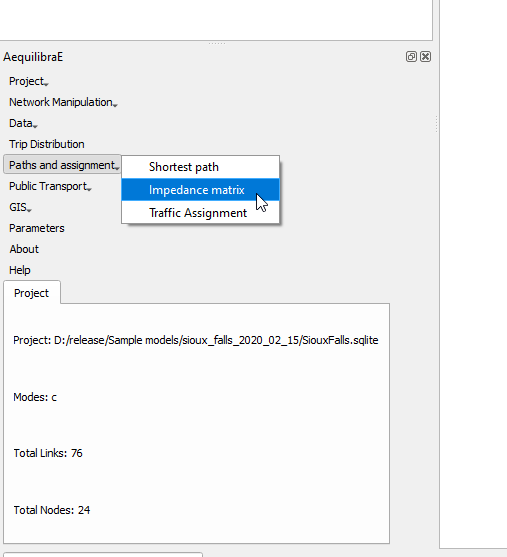 AequilibraE
Project
Network Manipulation
Data
Trip Distribution
Paths and assignment
Shortest path
Impedance matrix
Traffic Assignment
Public Transport
GIS
Parameters
About
Help
Project
Project: D:/release/Sample models/sioux_falls_2020_02_15/SiouxFalls.sqlite
Modes: c
Total Links: 76
Total Nodes: 24